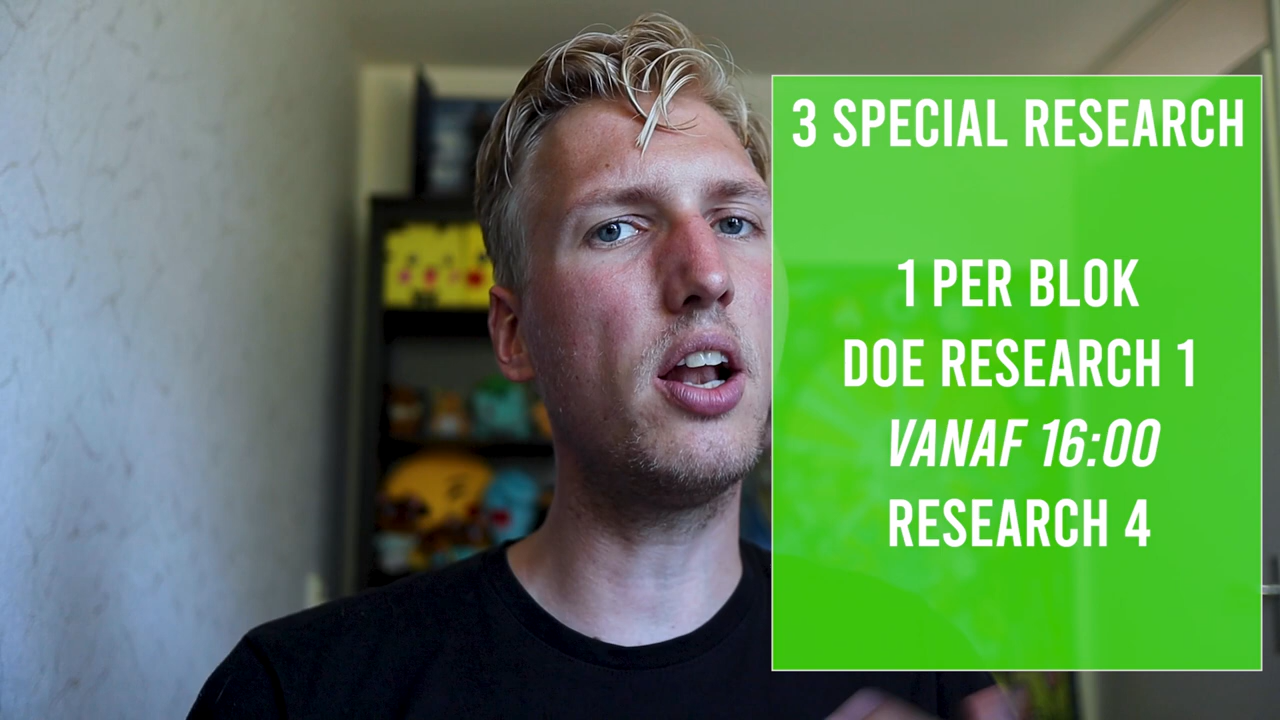 3 SPECIAL RESEARCH
1 PER BLOK
DOE RESEARCH 1
VANAF 16:00
RESEARCH 4